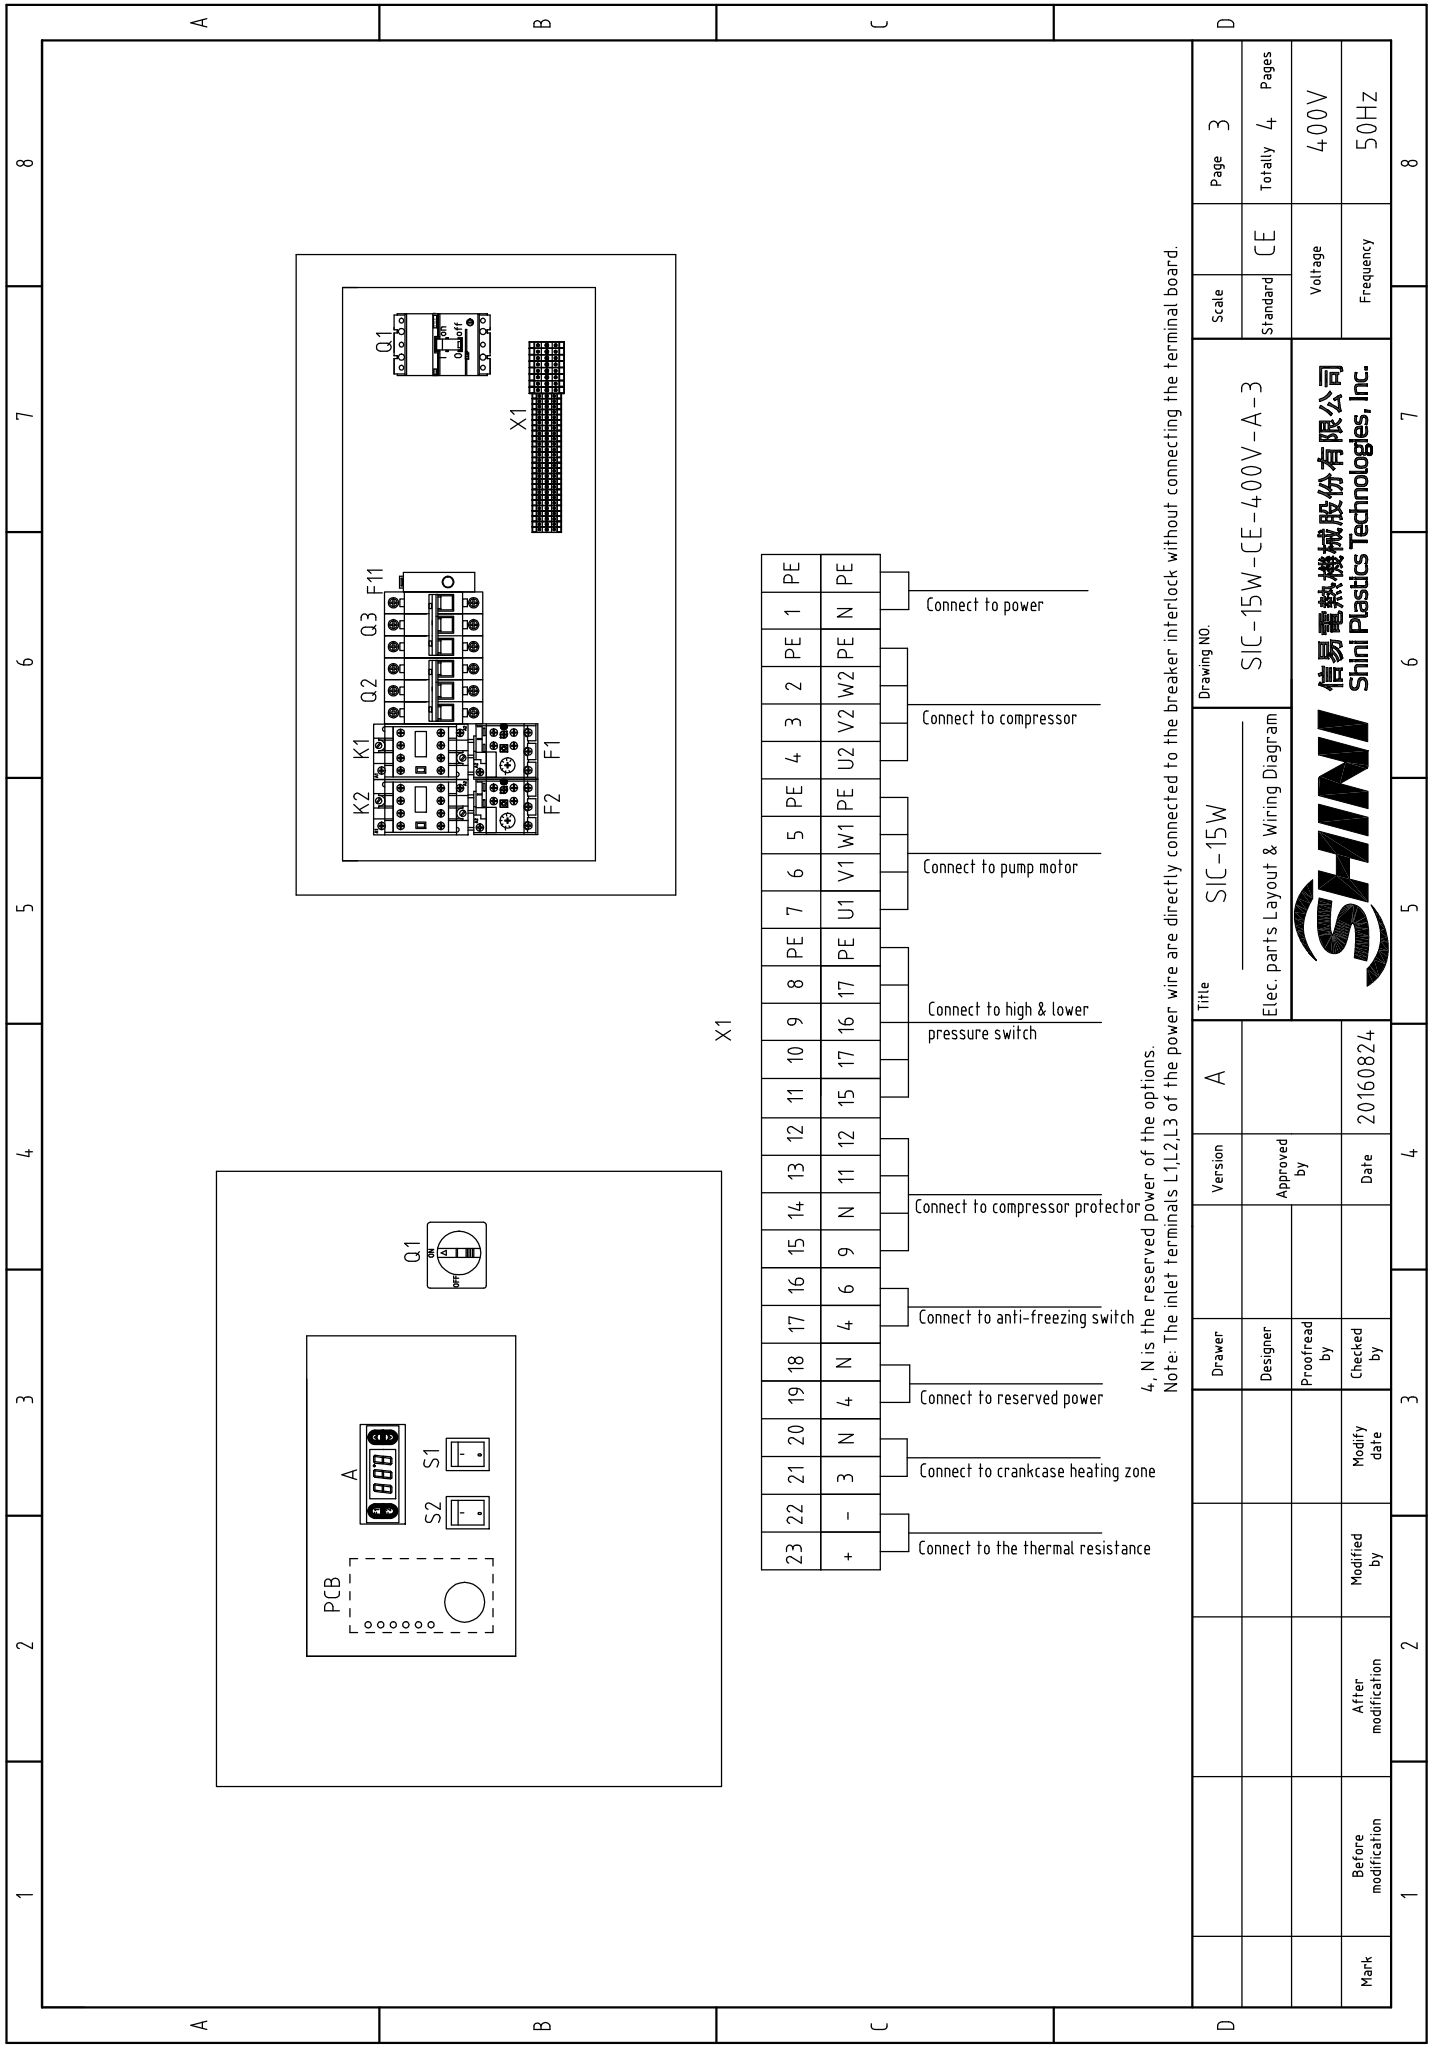 1 2 3 4 5 6 7 8
A
B
C
D
PCB
A
S2 S1
Q1
ON
OFF
K2 K1 Q2 Q3 F11
F2 F1
Q1
on
off
X1
X1
23 22 21 20 19 18 17 16 15 14 13 12 11 10 9 8 PE 7 6 5 PE 4 3 2 PE 1 PE
+ - 3 N 4 N 4 6 9 N 11 12 15 17 16 17 PE U1 V1 W1 PE U2 V2 W2 PE N PE
Connect to the thermal resistance
Connect to crankcase heating zone
Connect to reserved power
Connect to anti-freezing switch
Connect to compressor protector
Connect to high & lower
pressure switch
Connect to pump motor
Connect to compressor
Connect to power
4, N is the reserved power of the options.
Note: The inlet terminals L1,L2,L3 of the power wire are directly connected to the breaker interlock without connecting the terminal board.
Mark
Before
modification
After
modification
Modified
by
Modify
date
Drawer
Designer
Proofread
by
Checked
by
Version
A
Approved
by
Date
20160824
Title
SIC-15W
Elec. parts Layout & Wiring Diagram
Drawing NO.
SIC-15W-CE-400V-A-3
SHINI
信易電熱機械股份有限公司
Shini Plastics Technologies, Inc.
Scale
Page 3
Standard CE
Totally 4 Pages
Voltage
400V
Frequency
50HZ
1 2 3 4 5 6 7 8
A
B
C
D